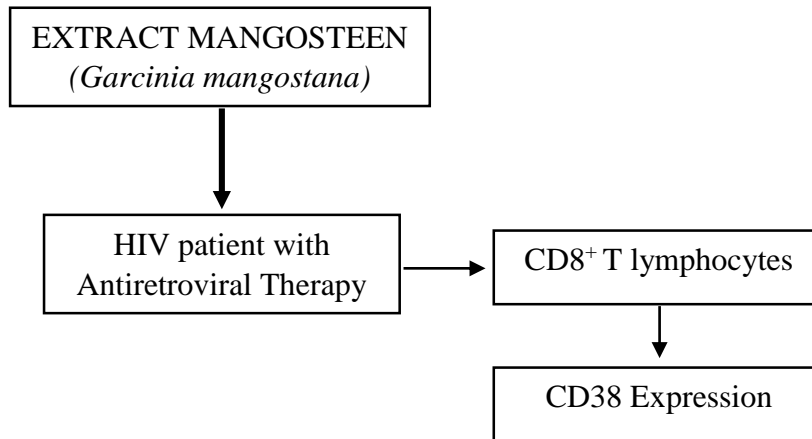 EXTRACT MANGOSTEEN
(Garcinia mangostana)
HIV patient with
Antiretroviral Therapy
CD8+ T lymphocytes
CD38 Expression